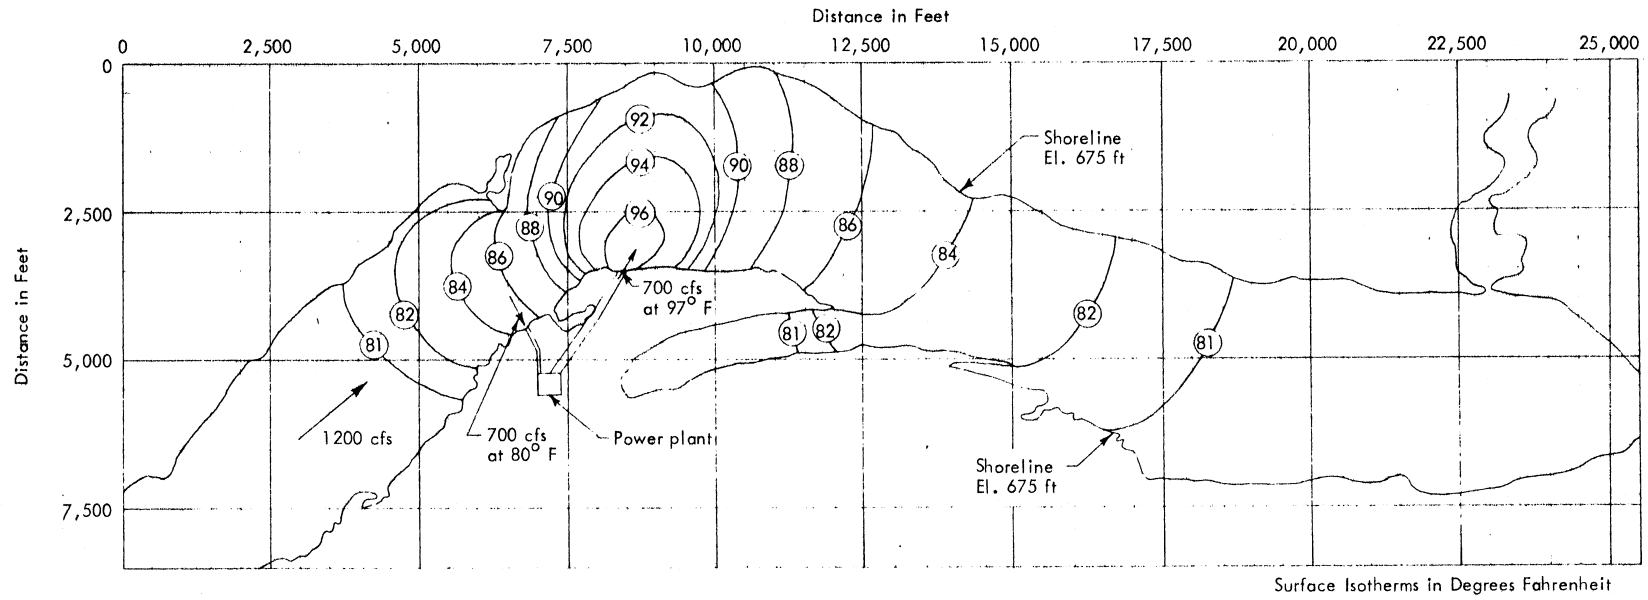 Distance in Feet
0 2,500 5,000 7,500 10,000 12,500 15,000 17,500 20,000 22,500 25,000
0
92
Shoreline
El. 675 ft
94 90 88
90
2,500 96
88 86
86 84
84
700 cfs
at 97° F
82 82
81 82
81 81
5,000
1200 cfs
700 cfs
at 80° F
Power plant
Shoreline
El. 675 ft
7,500
Distance in Feet
Surface Isotherms in Degrees Fahrenheit